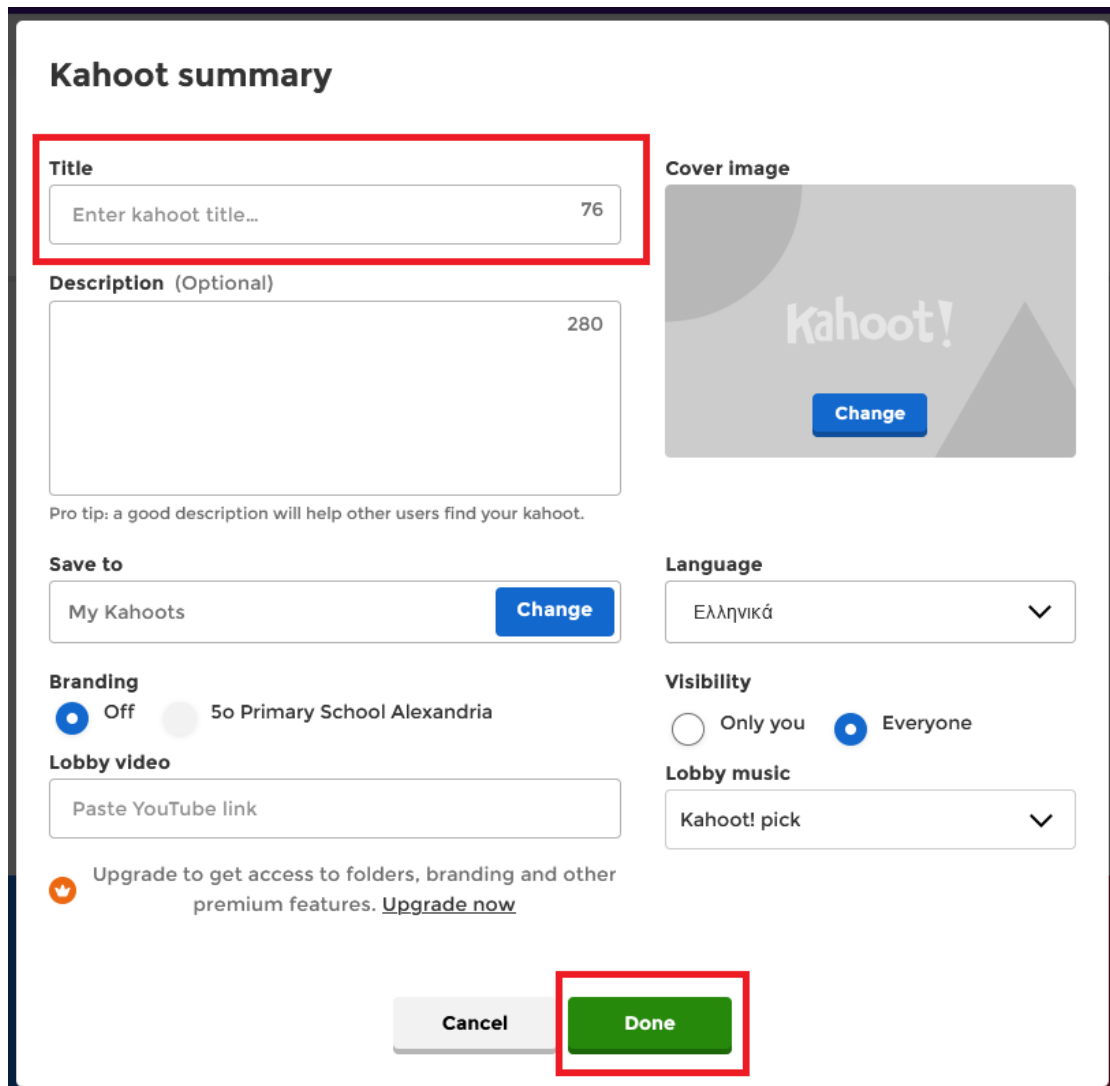 Kahoot summary
Title
Enter kahoot title...
76
Cover image
Kahoot!
Change
Description (Optional)
280
Pro tip: a good description will help other users find your kahoot.
Save to
My Kahoots
Change
Language
Ελληνικά
Branding
Off
5o Primary School Alexandria
Visibility
Only you
Everyone
Lobby video
Paste YouTube link
Lobby music
Kahoot! pick
Upgrade to get access to folders, branding and other
premium features. Upgrade now
Cancel
Done